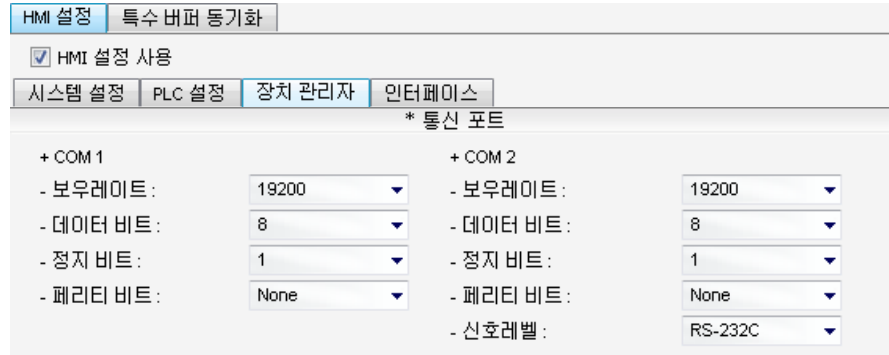 HMI 설정 특수 버퍼 동기화
HMI 설정 사용
시스템 설정 PLC 설정 장치 관리자 인터페이스
* 통신 포트
+ COM 1 + COM 2
- 보우레이트 : 19200 - 보우레이트 : 19200
- 데이터 비트 : 8 - 데이터 비트 : 8
- 정지 비트 : 1 - 정지 비트 : 1
- 페리티 비트 : None - 페리티 비트 : None
- 신호레벨 : RS-232C